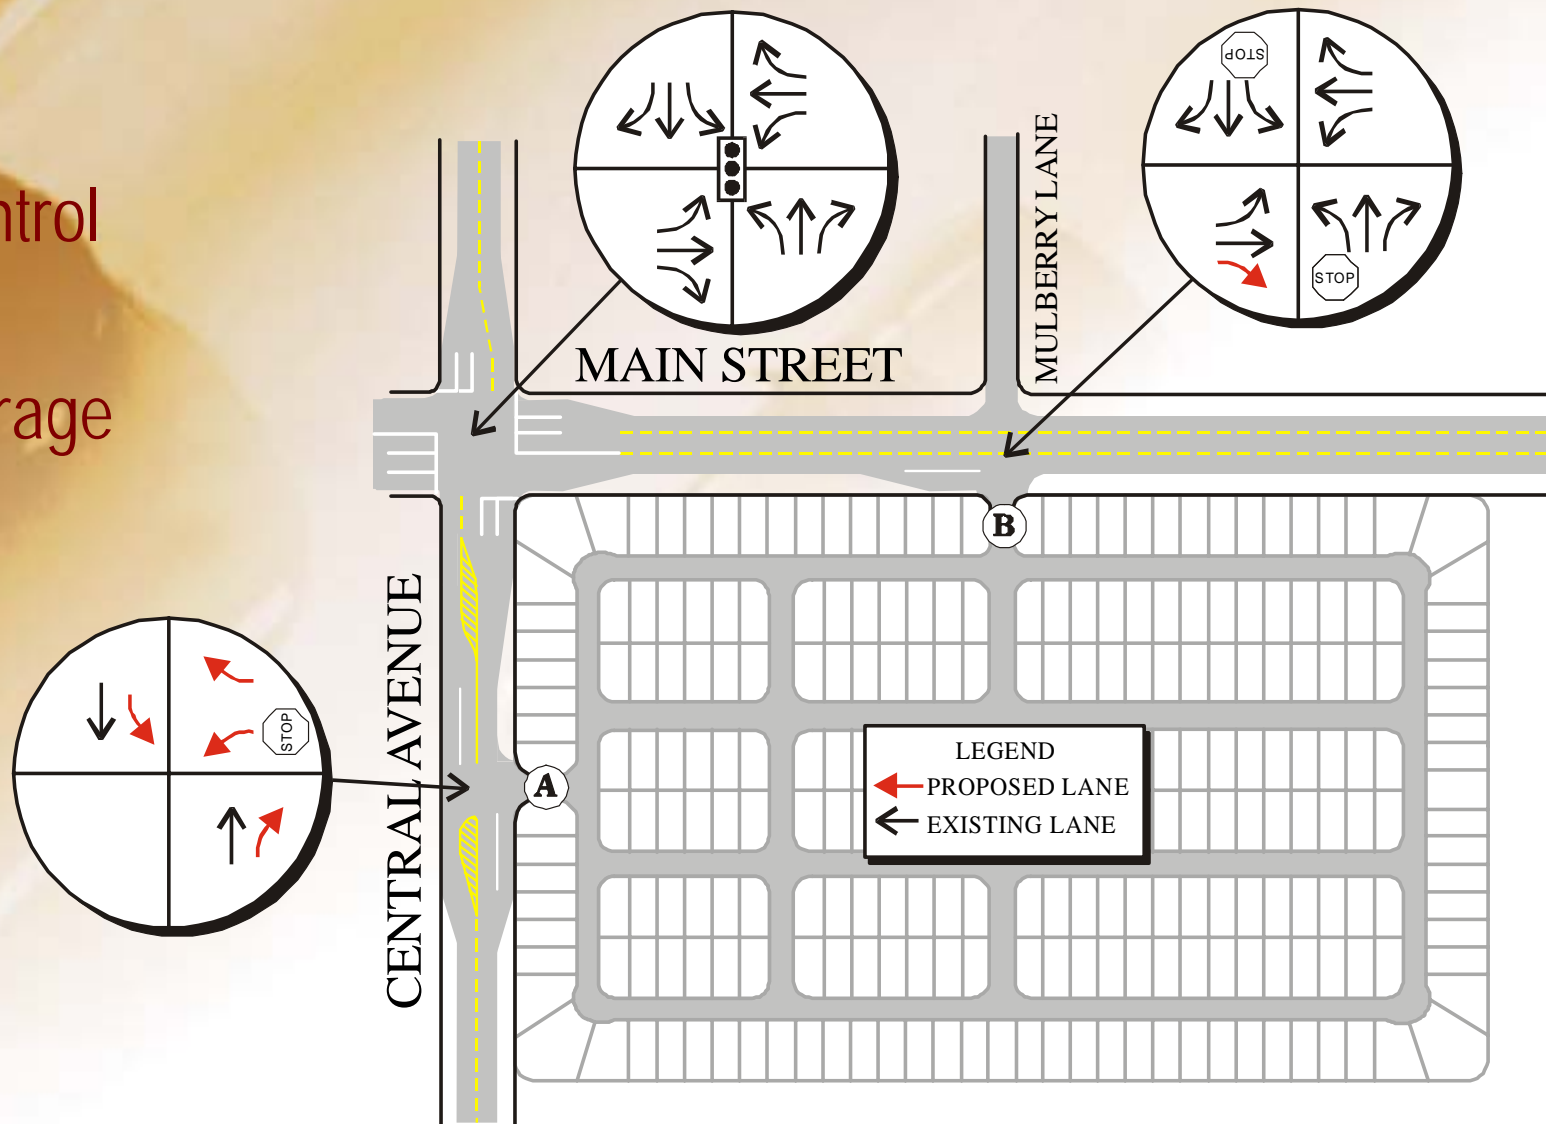 ntrol
rage
STOP
STOP
MULBERRY LANE
MAIN STREET
B
CENTRAL AVENUE
STOP
A
LEGEND
PROPOSED LANE
EXISTING LANE